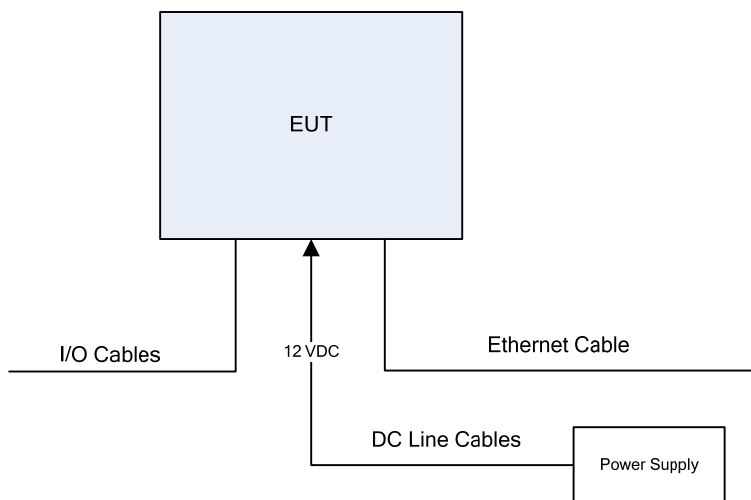 EUT
I/O Cables
12 VDC
Ethernet Cable
DC Line Cables
Power Supply